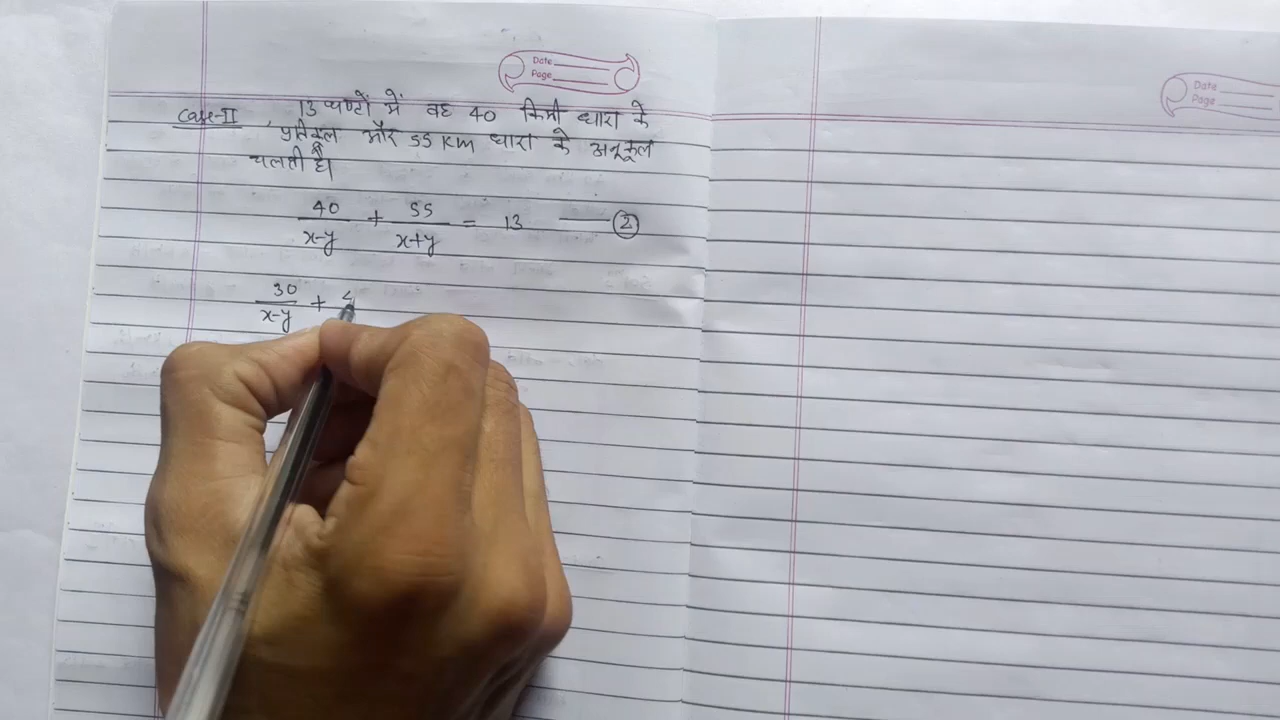 Date
Page
Date
Page
Case-II , 13 घण्टों में वह 40 किमी धारा के
प्रतिकूल और 55 KM धारा के अनुकूल
चलती है।
40/x-y + 55/x+y = 13 —— ②
30/x-y + 4